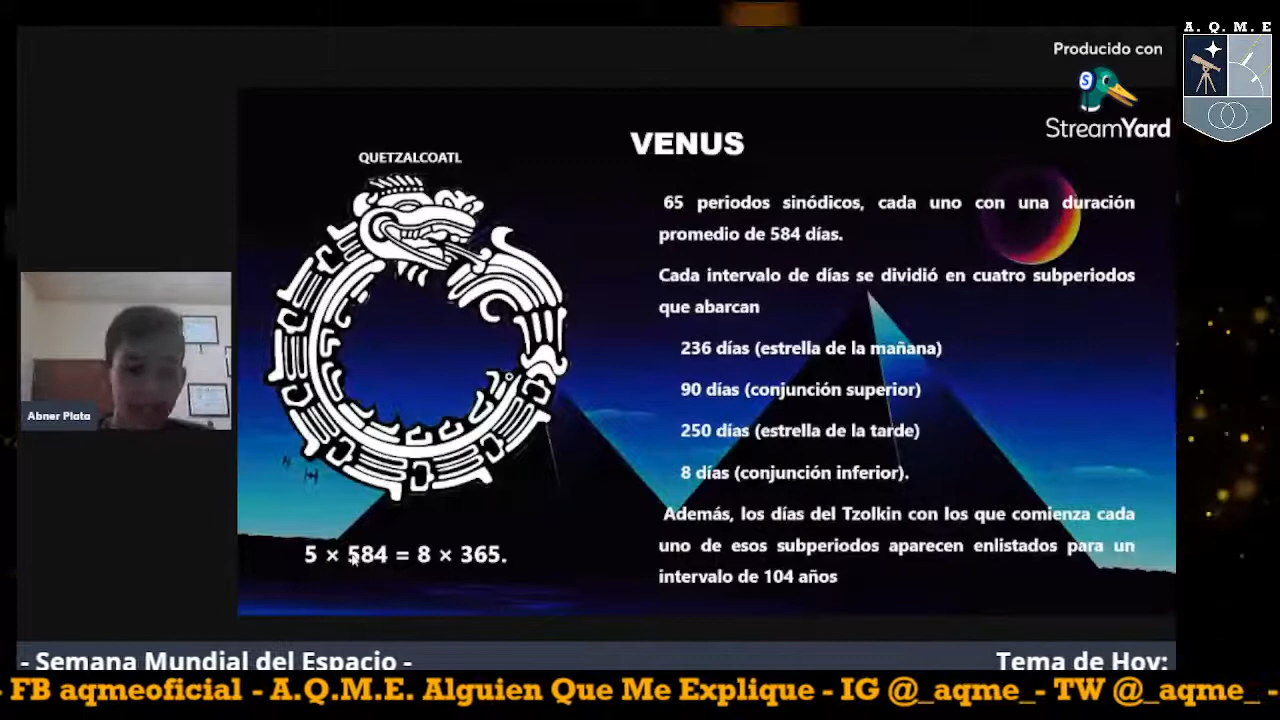 A. Q. M. E
Producido con
StreamYard
VENUS
QUETZALCOATL
65 periodos sinódicos, cada uno con una duración
promedio de 584 días.
Cada intervalo de días se dividió en cuatro subperiodos
que abarcan
236 días (estrella de la mañana)
90 días (conjunción superior)
250 días (estrella de la tarde)
8 días (conjunción inferior).
Además, los días del Tzolkin con los que comienza cada
uno de esos subperiodos aparecen enlistados para un
intervalo de 104 años
5 × 584 = 8 × 365.
Abner Plata
- Semana Mundial del Espacio -
Tema de Hoy:
- FB aqmeoficial - A.Q.M.E. Alguien Que Me Explique - IG @_aqme_- TW @_aqme_ -